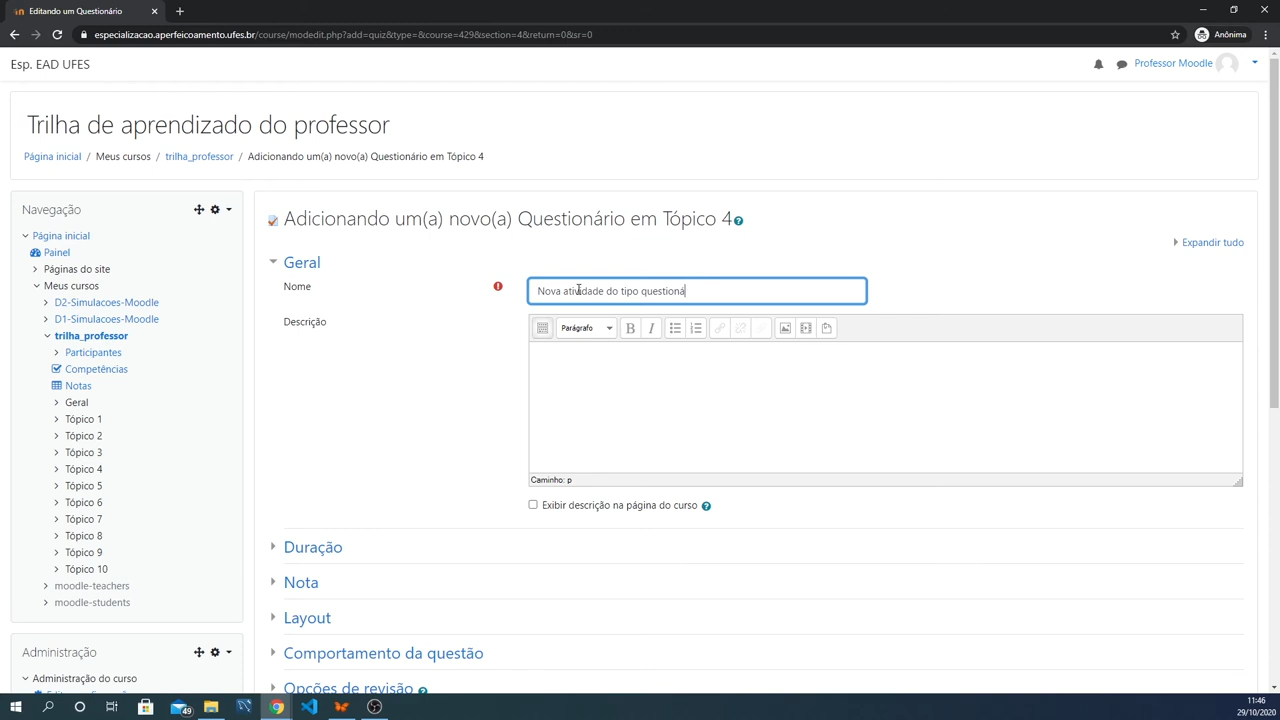 Editando um Questionário
especializacao.aperfeicoamento.ufes.br/course/modedit.php?add=quiz&type=&course=429&section=4&return=0&sr=0
Anônima
Esp. EAD UFES
Professor Moodle
Trilha de aprendizado do professor
Página inicial / Meus cursos / trilha_professor / Adicionando um(a) novo(a) Questionário em Tópico 4
Navegação
Página inicial
Painel
Páginas do site
Meus cursos
D2-Simulacoes-Moodle
D1-Simulacoes-Moodle
trilha_professor
Participantes
Competências
Notas
Geral
Tópico 1
Tópico 2
Tópico 3
Tópico 4
Tópico 5
Tópico 6
Tópico 7
Tópico 8
Tópico 9
Tópico 10
moodle-teachers
moodle-students
Administração
Administração do curso
Adicionando um(a) novo(a) Questionário em Tópico 4
Expandir tudo
Geral
Nome
Nova atividade do tipo questioná
Descrição
Parágrafo
B I
Caminho: p
Exibir descrição na página do curso
Duração
Nota
Layout
Comportamento da questão
Opções de revisão
49
11:46
29/10/2020